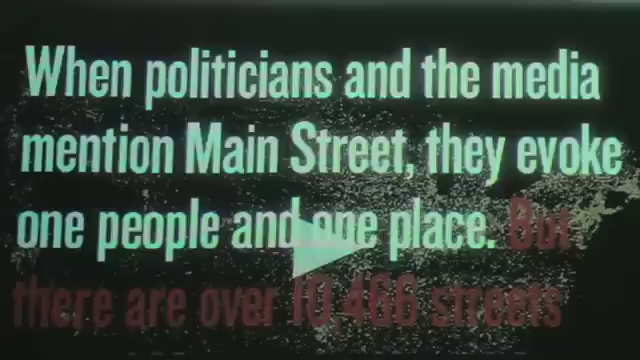 When politicians and the media
mention Main Street, they evoke
one people and one place. But
there are over 10,466 streets